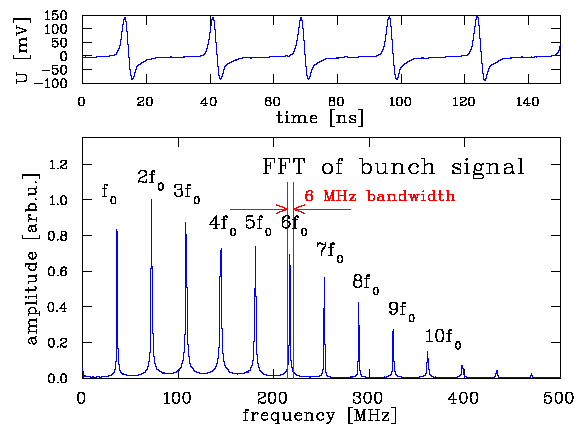 U [mV]
150
100
50
0
−50
−100
0 20 40 60 80 100 120 140
time [ns]
FFT of bunch signal
6 MHz bandwidth
f0 2f0 3f0 4f0 5f0 6f0 7f0 8f0 9f0 10f0
amplitude [arb.u.]
1.2
1.0
0.8
0.6
0.4
0.2
0.0
0 100 200 300 400 500
frequency [MHz]